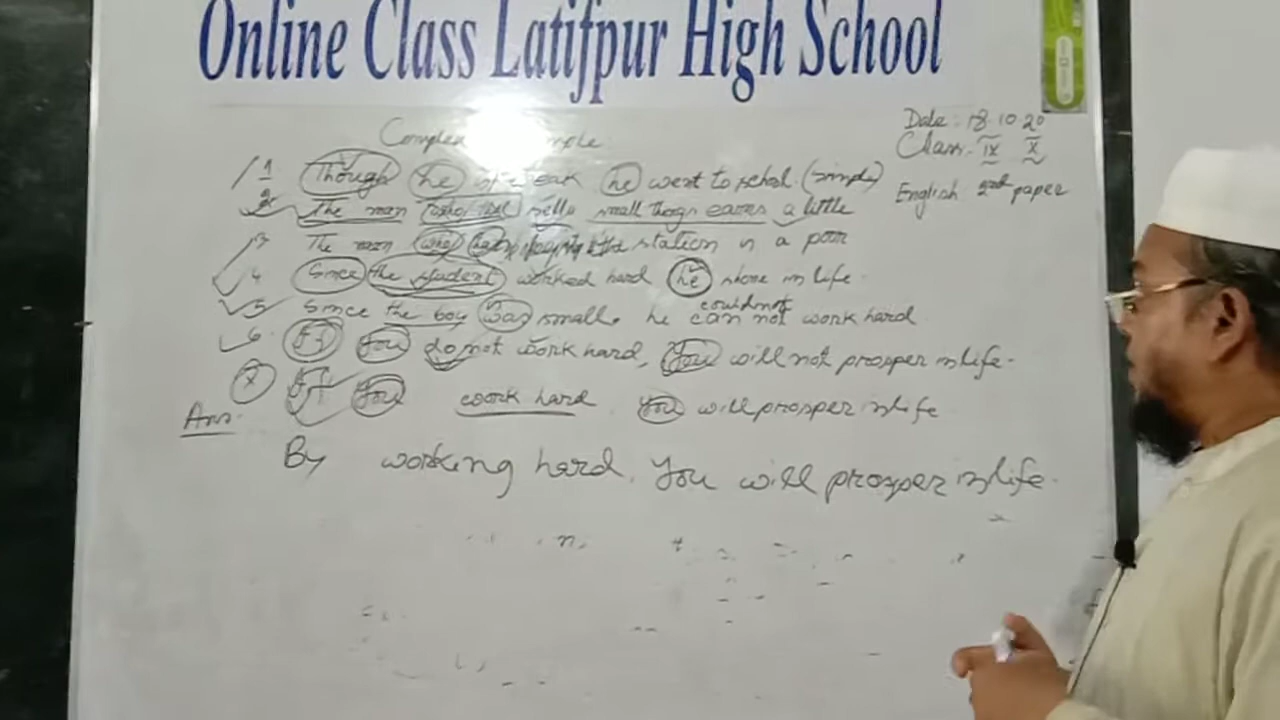 Online Class Latifpur High School
Date: 18.10.20
Class: IX X
English 2nd paper
1 Though he is weak he went to school. (simple)
2 The man sells small things earns a little
3 The man who station is a poor
4 Since the student worked hard he shone in life.
5 Since the boy was small, he can not work hard
could not
6 If you do not work hard, you will not prosper in life.
7 If you work hard you will prosper in life
Ans:
By working hard, you will prosper in life.